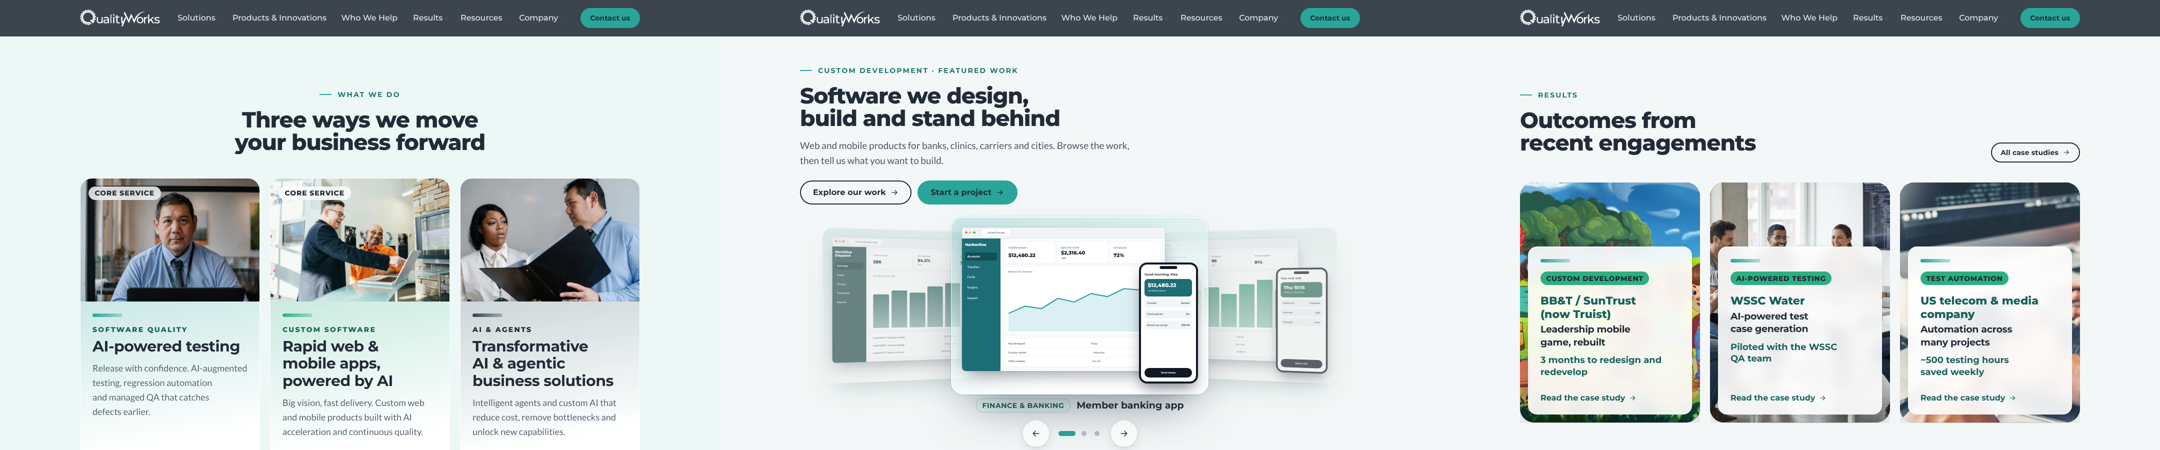 QualityWorks
Solutions
Products & Innovations
Who We Help
Results
Resources
Company
Contact us
WHAT WE DO
Three ways we move
your business forward
CORE SERVICE
SOFTWARE QUALITY
AI-powered testing
Release with confidence. AI-augmented
testing, regression automation
and managed QA that catches
defects earlier.
CORE SERVICE
CUSTOM SOFTWARE
Rapid web &
mobile apps,
powered by AI
Big vision, fast delivery. Custom web
and mobile products built with AI
acceleration and continuous quality.
AI & AGENTS
Transformative
AI & agentic
business solutions
Intelligent agents and custom AI that
reduce cost, remove bottlenecks and
unlock new capabilities.
QualityWorks
Solutions
Products & Innovations
Who We Help
Results
Resources
Company
Contact us
CUSTOM DEVELOPMENT · FEATURED WORK
Software we design,
build and stand behind
Web and mobile products for banks, clinics, carriers and cities. Browse the work,
then tell us what you want to build.
Explore our work →
Start a project →
$12,480.22
$2,316.40
72%
Good morning, Alex
$12,480.22
FINANCE & BANKING
Member banking app
QualityWorks
Solutions
Products & Innovations
Who We Help
Results
Resources
Company
Contact us
RESULTS
Outcomes from
recent engagements
All case studies →
CUSTOM DEVELOPMENT
BB&T / SunTrust
(now Truist)
Leadership mobile
game, rebuilt
3 months to redesign and
redevelop
Read the case study →
AI-POWERED TESTING
WSSC Water
AI-powered test
case generation
Piloted with the WSSC
QA team
Read the case study →
TEST AUTOMATION
US telecom & media
company
Automation across
many projects
~500 testing hours
saved weekly
Read the case study →